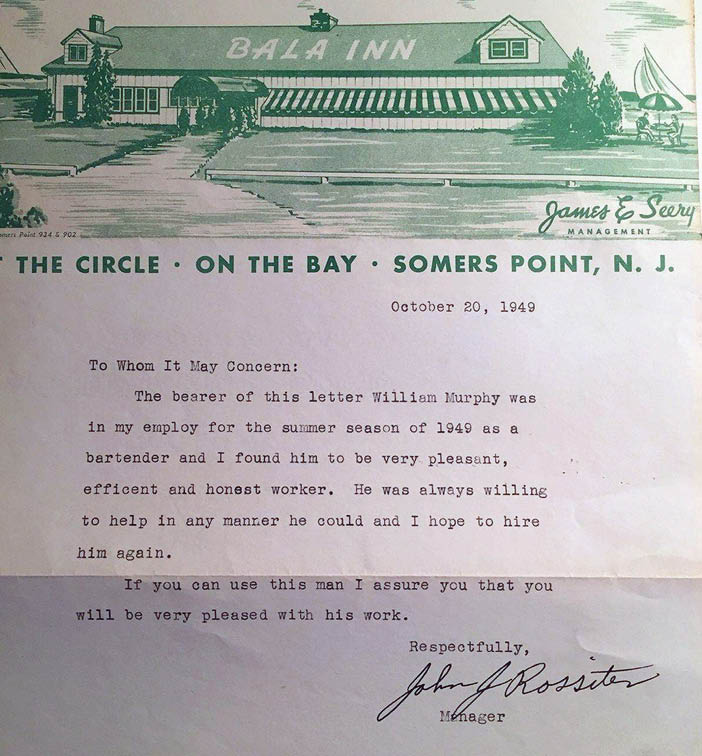 BALA INN
James E Seery
MANAGEMENT
Somers Point 924 & 902
T THE CIRCLE · ON THE BAY · SOMERS POINT, N. J.
October 20, 1949
To Whom It May Concern:
The bearer of this letter William Murphy was
in my employ for the summer season of 1949 as a
bartender and I found him to be very pleasant,
efficent and honest worker. He was always willing
to help in any manner he could and I hope to hire
him again.
If you can use this man I assure you that you
will be very pleased with his work.
Respectfully,
John J Rossiter
Manager